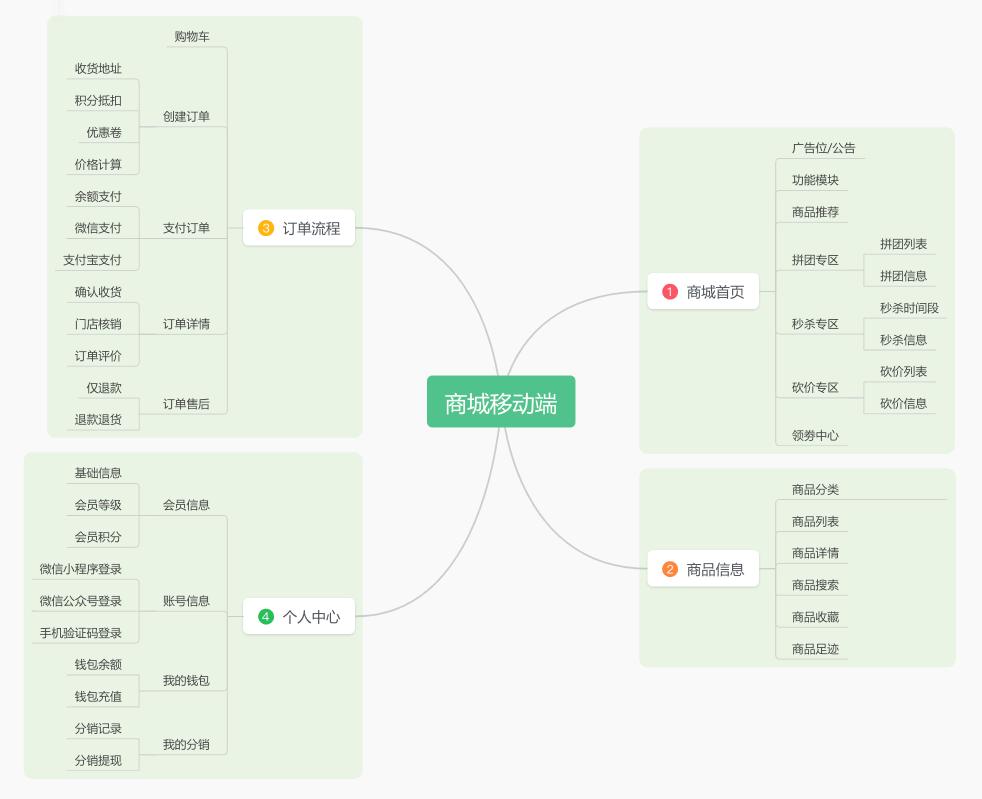 商城移动端
1 商城首页
广告位/公告
功能模块
商品推荐
拼团专区
拼团列表
拼团信息
秒杀专区
秒杀时间段
秒杀信息
砍价专区
砍价列表
砍价信息
领劵中心
2 商品信息
商品分类
商品列表
商品详情
商品搜索
商品收藏
商品足迹
3 订单流程
购物车
创建订单
收货地址
积分抵扣
优惠卷
价格计算
支付订单
余额支付
微信支付
支付宝支付
订单详情
确认收货
门店核销
订单评价
订单售后
仅退款
退款退货
4 个人中心
会员信息
基础信息
会员等级
会员积分
账号信息
微信小程序登录
微信公众号登录
手机验证码登录
我的钱包
钱包余额
钱包充值
我的分销
分销记录
分销提现